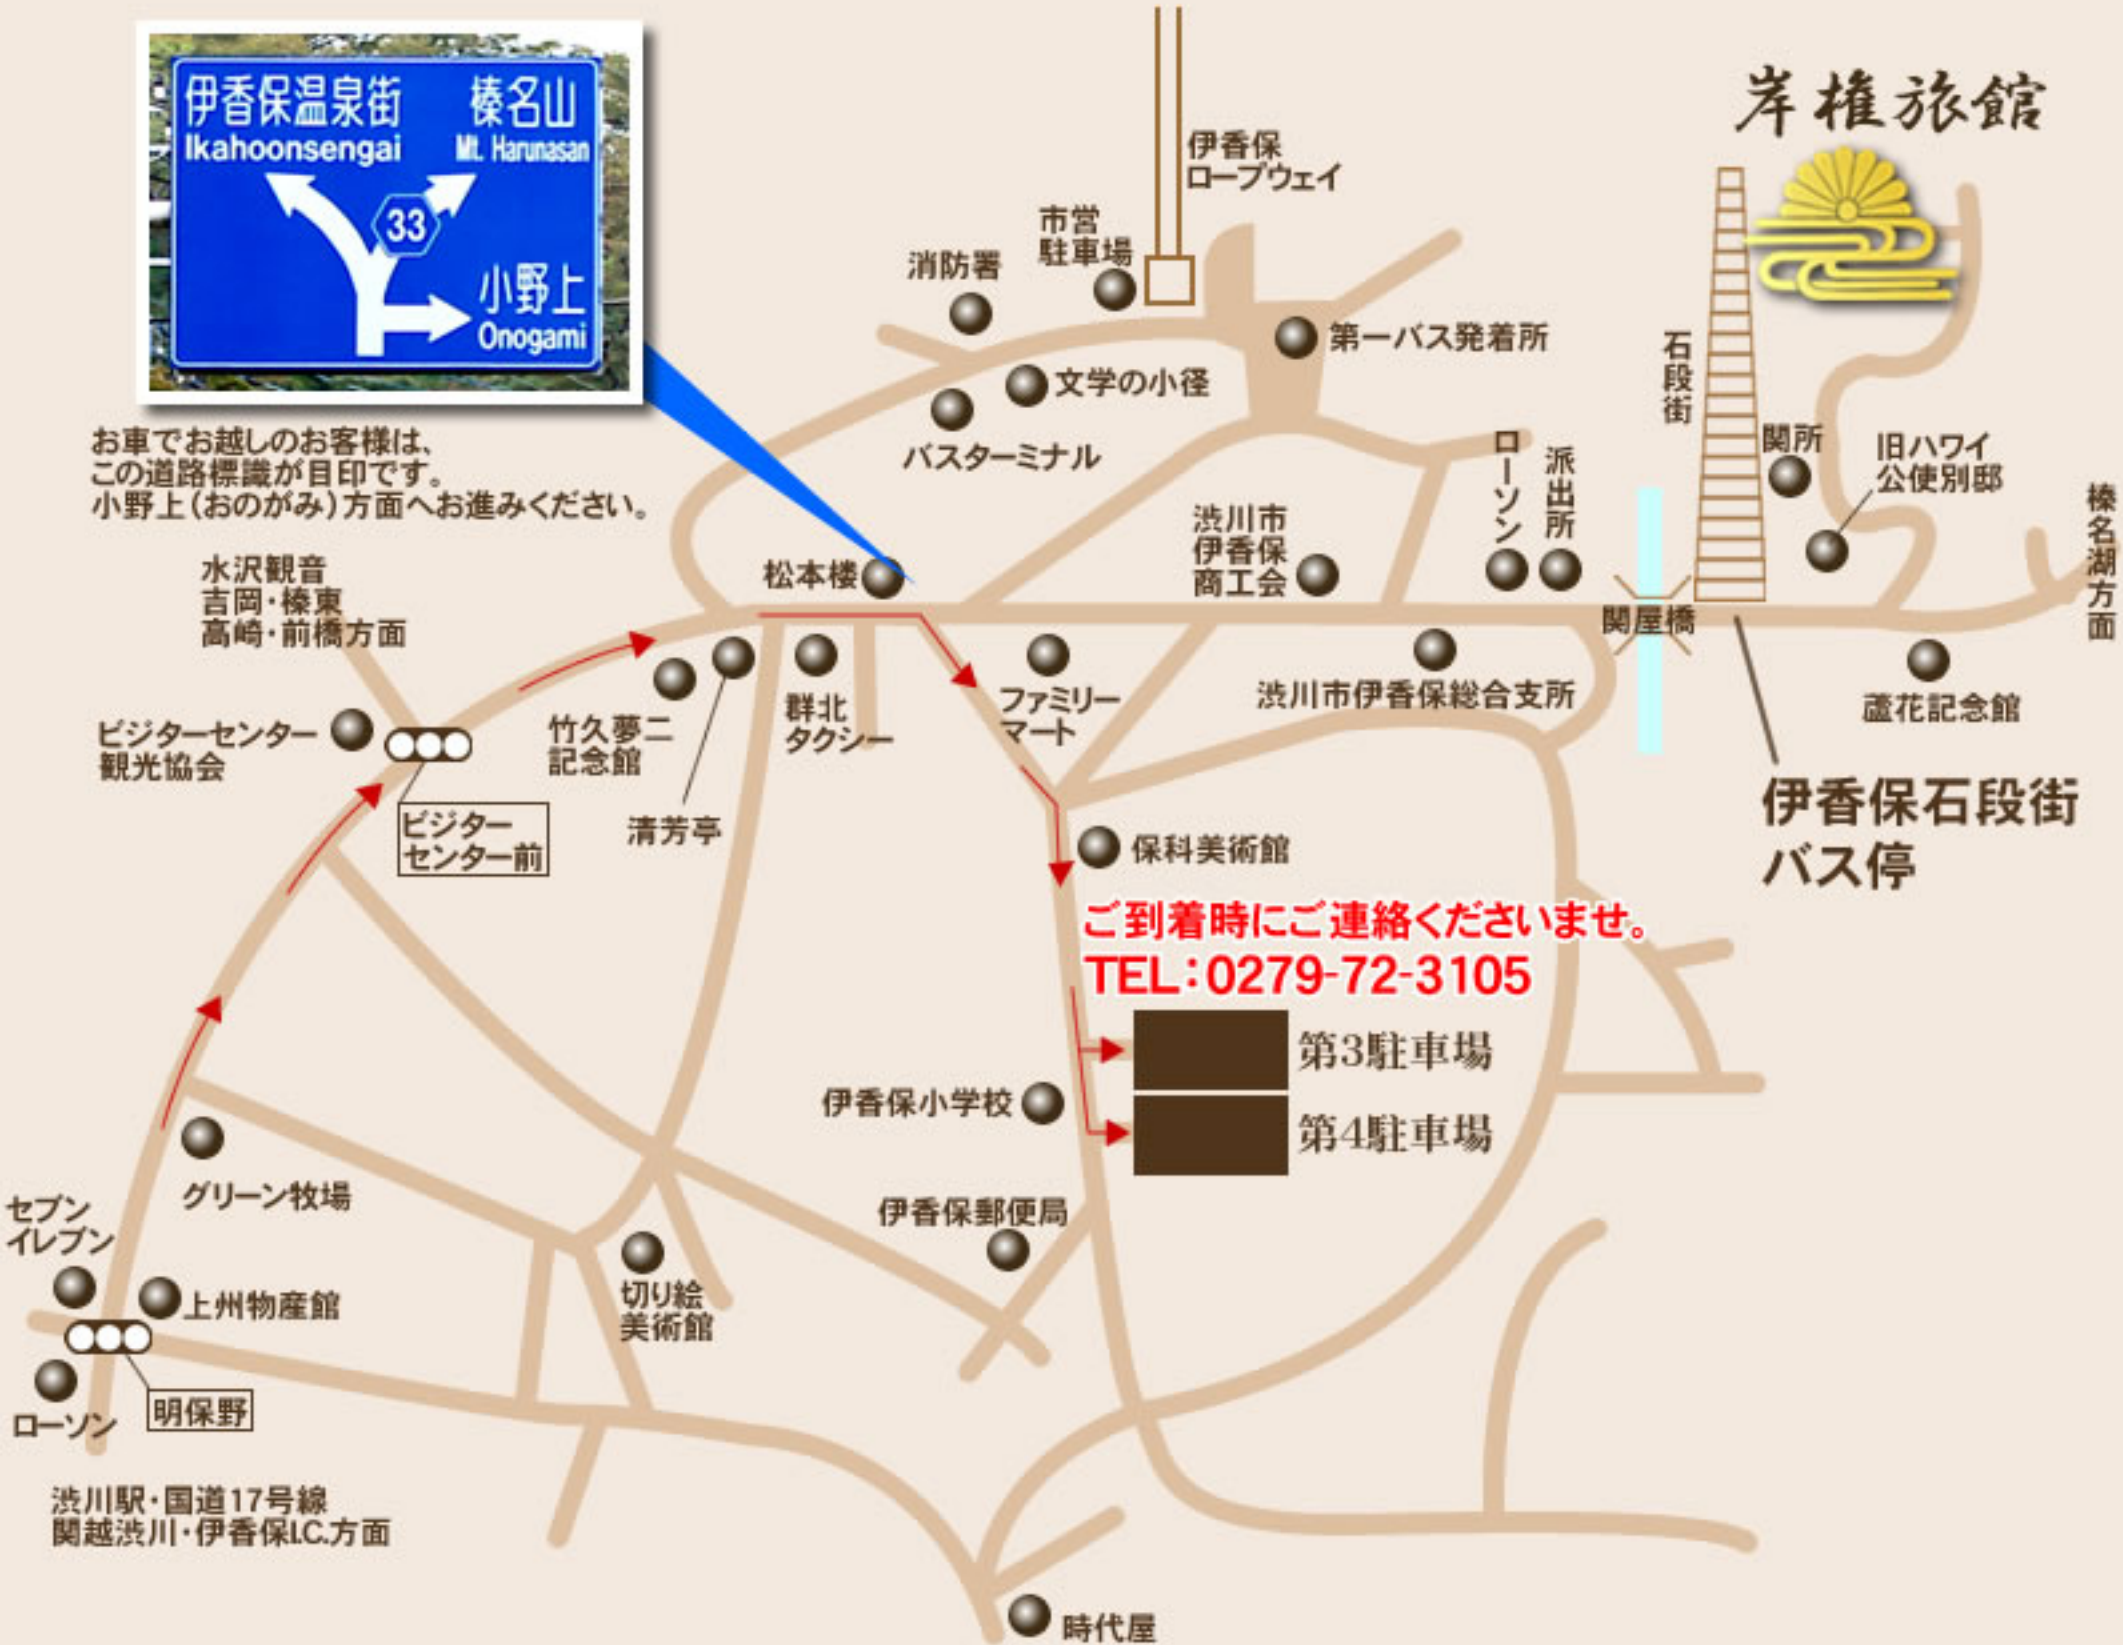 伊香保温泉街
Ikahoonsengai
榛名山
Mt. Harunasan
33
小野上
Onogami
お車でお越しのお客様は、
この道路標識が目印です。
小野上（おのがみ）方面へお進みください。
岸権旅館
伊香保
ロープウェイ
市営
駐車場
消防署
第一バス発着所
文学の小径
バスターミナル
石段街
関所
旧ハワイ
公使別邸
榛名湖方面
ローソン
派出所
渋川市
伊香保
商工会
松本楼
関屋橋
水沢観音
吉岡・榛東
高崎・前橋方面
ビジターセンター
観光協会
ビジター
センター前
竹久夢二
記念館
清芳亭
群北
タクシー
ファミリー
マート
渋川市伊香保総合支所
蘆花記念館
伊香保石段街
バス停
保科美術館
ご到着時にご連絡くださいませ。
TEL：0279-72-3105
第3駐車場
第4駐車場
伊香保小学校
伊香保郵便局
グリーン牧場
セブン
イレブン
上州物産館
切り絵
美術館
ローソン
明保野
渋川駅・国道17号線
関越渋川・伊香保I.C.方面
時代屋